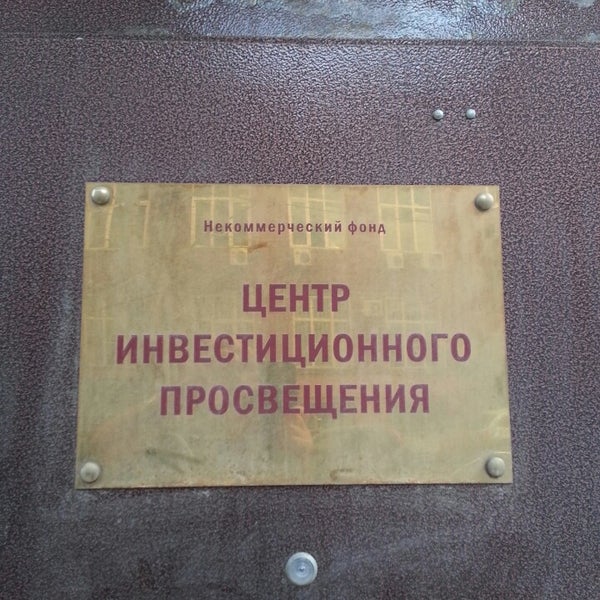 Некоммерческий фонд
ЦЕНТР
ИНВЕСТИЦИОННОГО
ПРОСВЕЩЕНИЯ